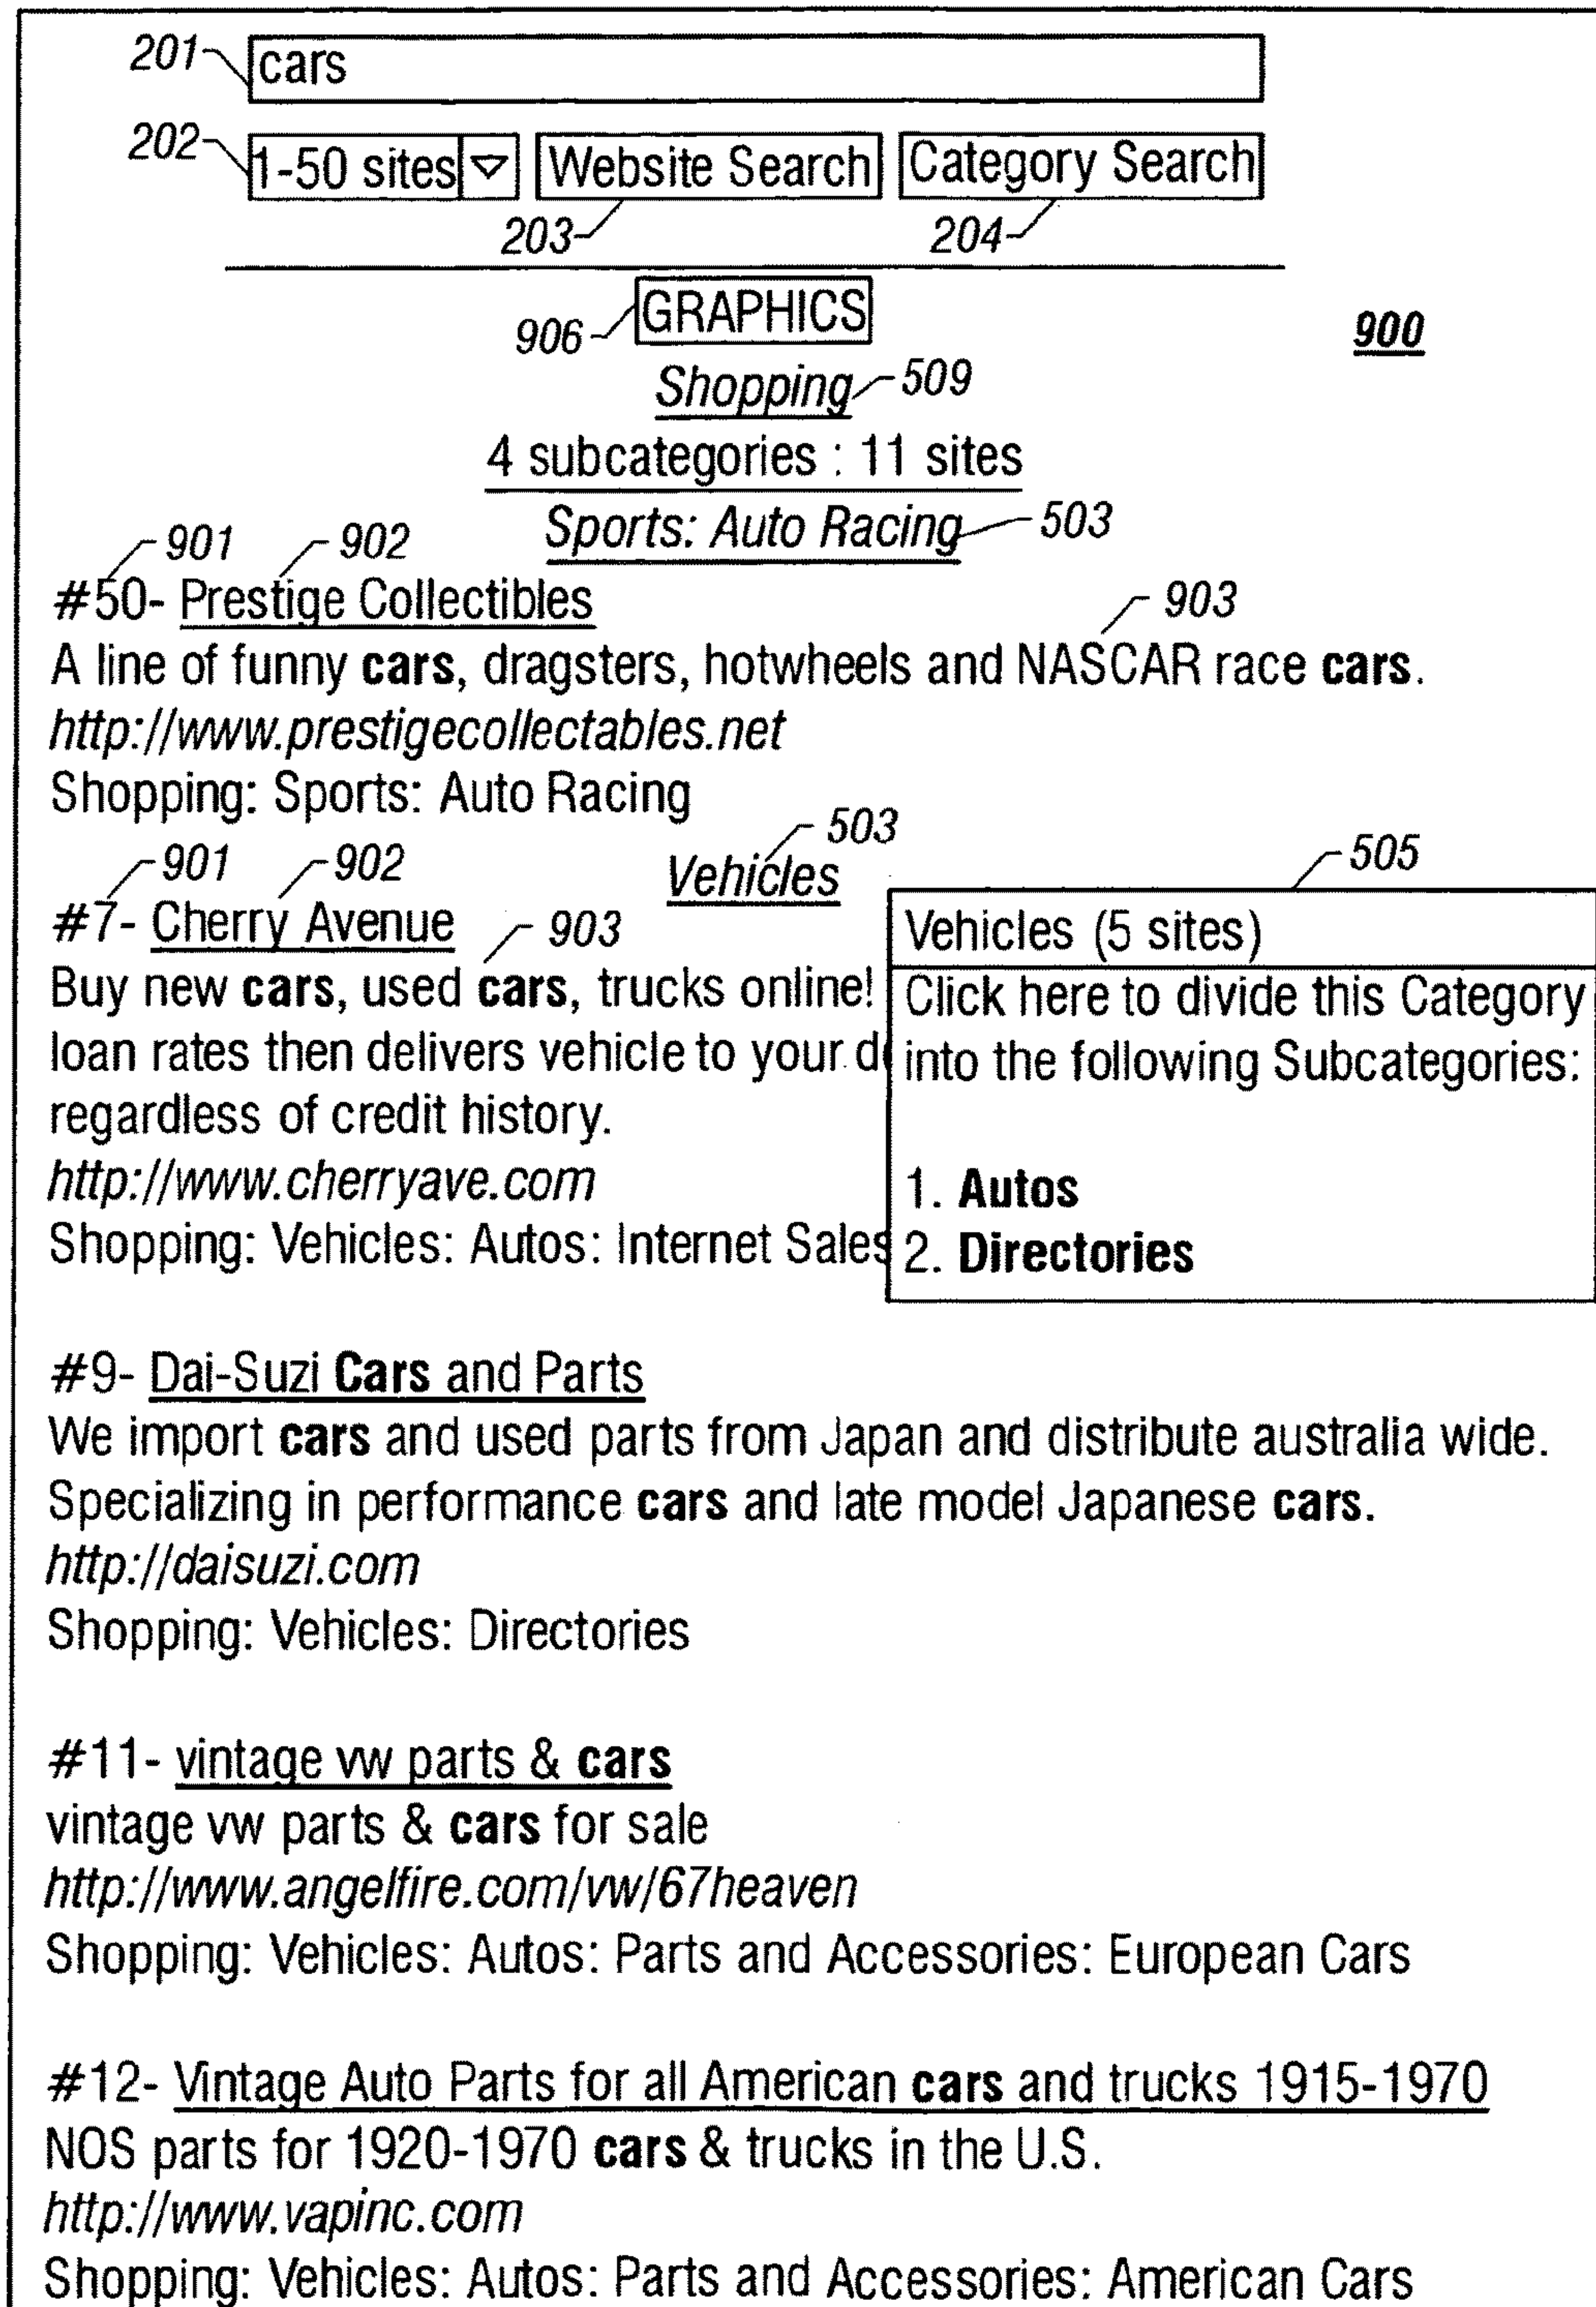 201 cars
202 1-50 sites Website Search Category Search
203 204
906 GRAPHICS 900
Shopping 509
4 subcategories : 11 sites
901 902 Sports: Auto Racing 503
#50- Prestige Collectibles 903
A line of funny cars, dragsters, hotwheels and NASCAR race cars.
http://www.prestigecollectables.net
Shopping: Sports: Auto Racing
901 902 Vehicles 503 505
#7- Cherry Avenue 903
Buy new cars, used cars, trucks online!
loan rates then delivers vehicle to your
regardless of credit history.
http://www.cherryave.com
Shopping: Vehicles: Autos: Internet Sales
Vehicles (5 sites)
Click here to divide this Category
into the following Subcategories:
1. Autos
2. Directories
#9- Dai-Suzi Cars and Parts
We import cars and used parts from Japan and distribute australia wide.
Specializing in performance cars and late model Japanese cars.
http://daisuzi.com
Shopping: Vehicles: Directories
#11- vintage vw parts & cars
vintage vw parts & cars for sale
http://www.angelfire.com/vw/67heaven
Shopping: Vehicles: Autos: Parts and Accessories: European Cars
#12- Vintage Auto Parts for all American cars and trucks 1915-1970
NOS parts for 1920-1970 cars & trucks in the U.S.
http://www.vapinc.com
Shopping: Vehicles: Autos: Parts and Accessories: American Cars